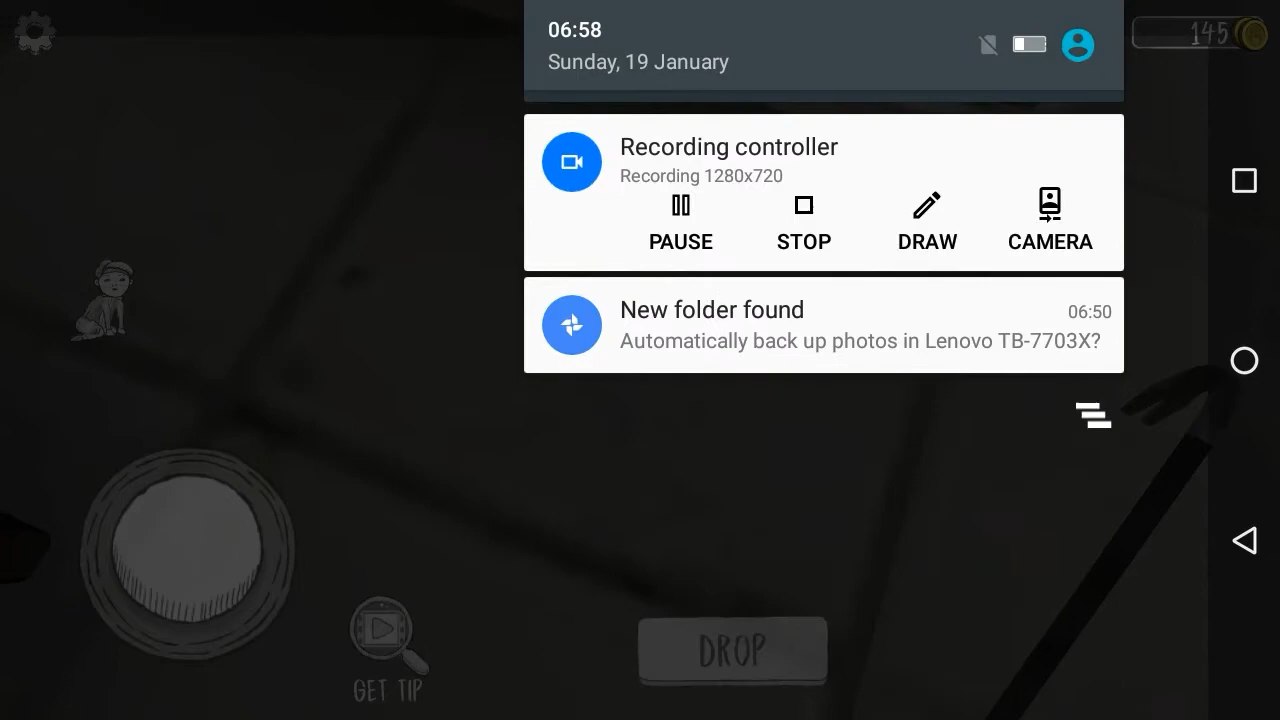 06:58
Sunday, 19 January
145
Recording controller
Recording 1280x720
PAUSE STOP DRAW CAMERA
New folder found 06:50
Automatically back up photos in Lenovo TB-7703X?
DROP
GET TIP